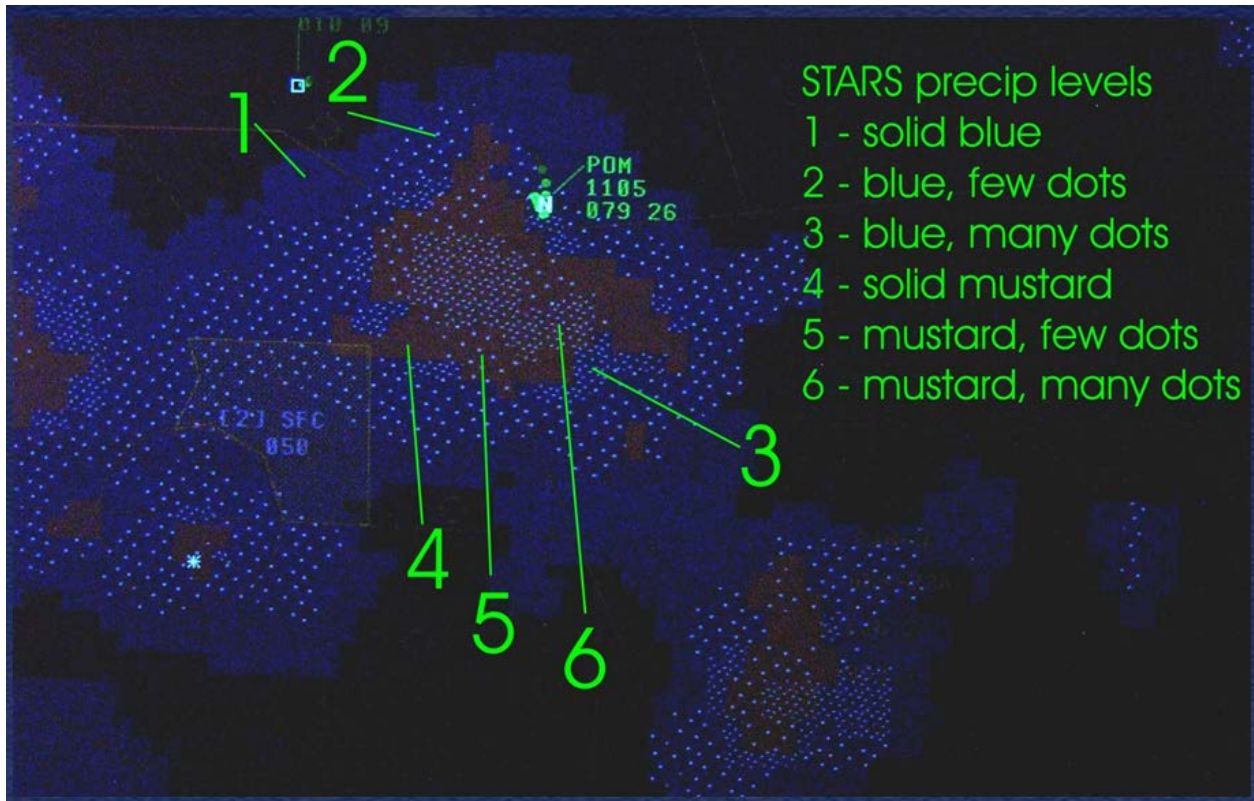 010 09
2
1
STARS precip levels
1 - solid blue
2 - blue, few dots
3 - blue, many dots
4 - solid mustard
5 - mustard, few dots
6 - mustard, many dots
POM
1105
079 26
N
[2] SFC
050
3
4
5
6